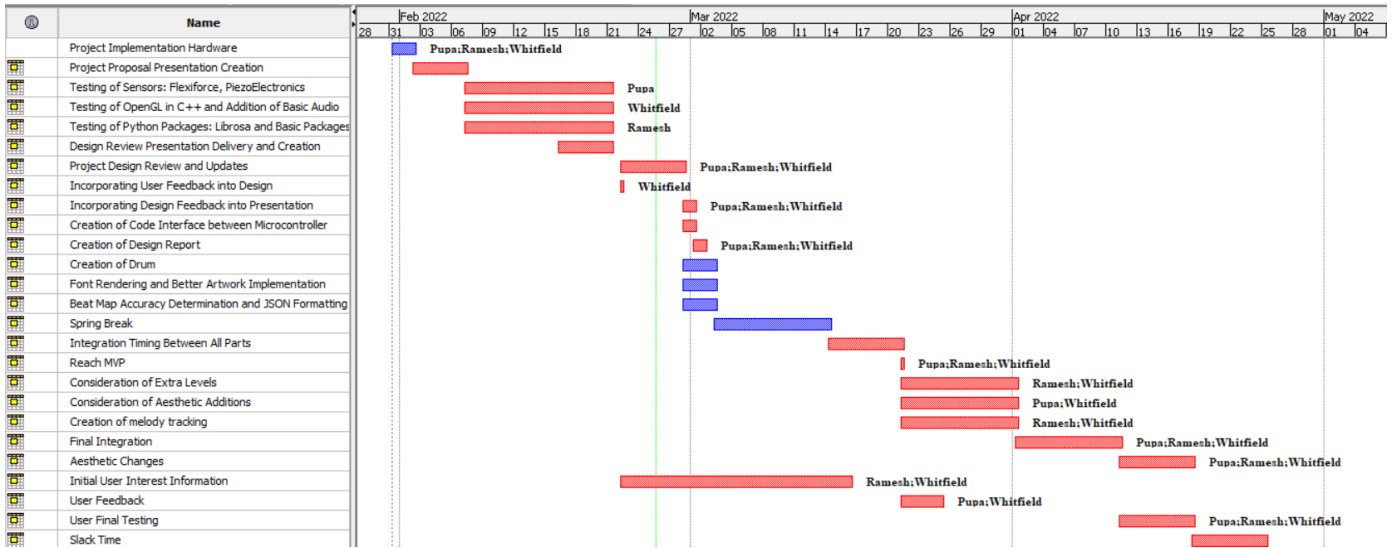 Name
Feb 2022 Mar 2022 Apr 2022 May 2022
28 31 03 06 09 12 15 18 21 24 27 02 05 08 11 14 17 20 23 26 29 01 04 07 10 13 16 19 22 25 28 01 04
Project Implementation Hardware Pupa;Ramesh;Whitfield
Project Proposal Presentation Creation
Testing of Sensors: Flexiforce, PiezoElectronics Pupa
Testing of OpenGL in C++ and Addition of Basic Audio Whitfield
Testing of Python Packages: Librosa and Basic Packages Ramesh
Design Review Presentation Delivery and Creation
Project Design Review and Updates Pupa;Ramesh;Whitfield
Incorporating User Feedback into Design Whitfield
Incorporating Design Feedback into Presentation Pupa;Ramesh;Whitfield
Creation of Code Interface between Microcontroller
Creation of Design Report Pupa;Ramesh;Whitfield
Creation of Drum
Font Rendering and Better Artwork Implementation
Beat Map Accuracy Determination and JSON Formatting
Spring Break
Integration Timing Between All Parts
Reach MVP Pupa;Ramesh;Whitfield
Consideration of Extra Levels Ramesh;Whitfield
Consideration of Aesthetic Additions Pupa;Whitfield
Creation of melody tracking Ramesh;Whitfield
Final Integration Pupa;Ramesh;Whitfield
Aesthetic Changes Pupa;Ramesh;Whitfield
Initial User Interest Information Ramesh;Whitfield
User Feedback Pupa;Whitfield
User Final Testing Pupa;Ramesh;Whitfield
Slack Time